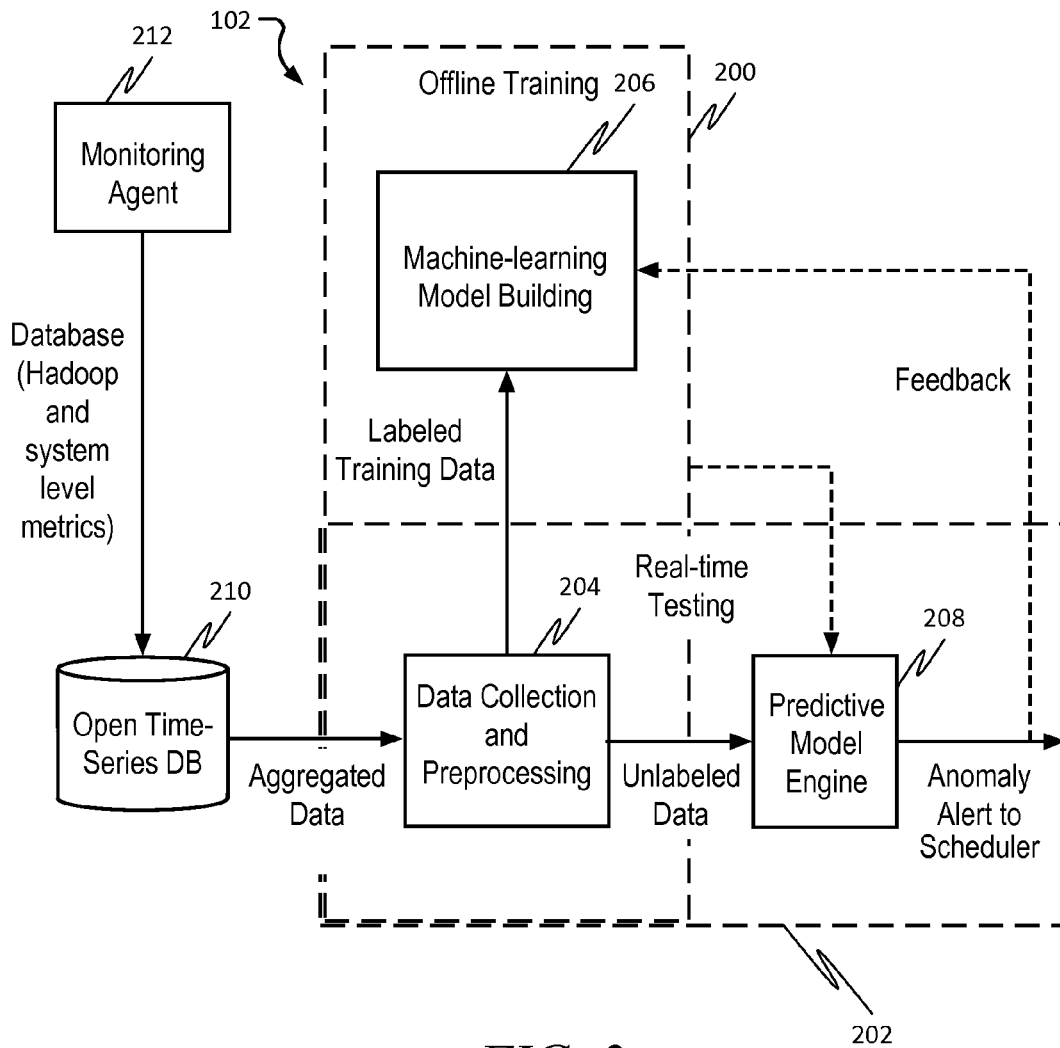 212
102
Offline Training
206
200
Monitoring
Agent
Machine-learning
Model Building
Database
(Hadoop
and
system
level
metrics)
Feedback
Labeled
Training Data
Real-time
Testing
210
204
208
Open Time-
Series DB
Data Collection
and
Preprocessing
Predictive
Model
Engine
Aggregated
Data
Unlabeled
Data
Anomaly
Alert to
Scheduler
202